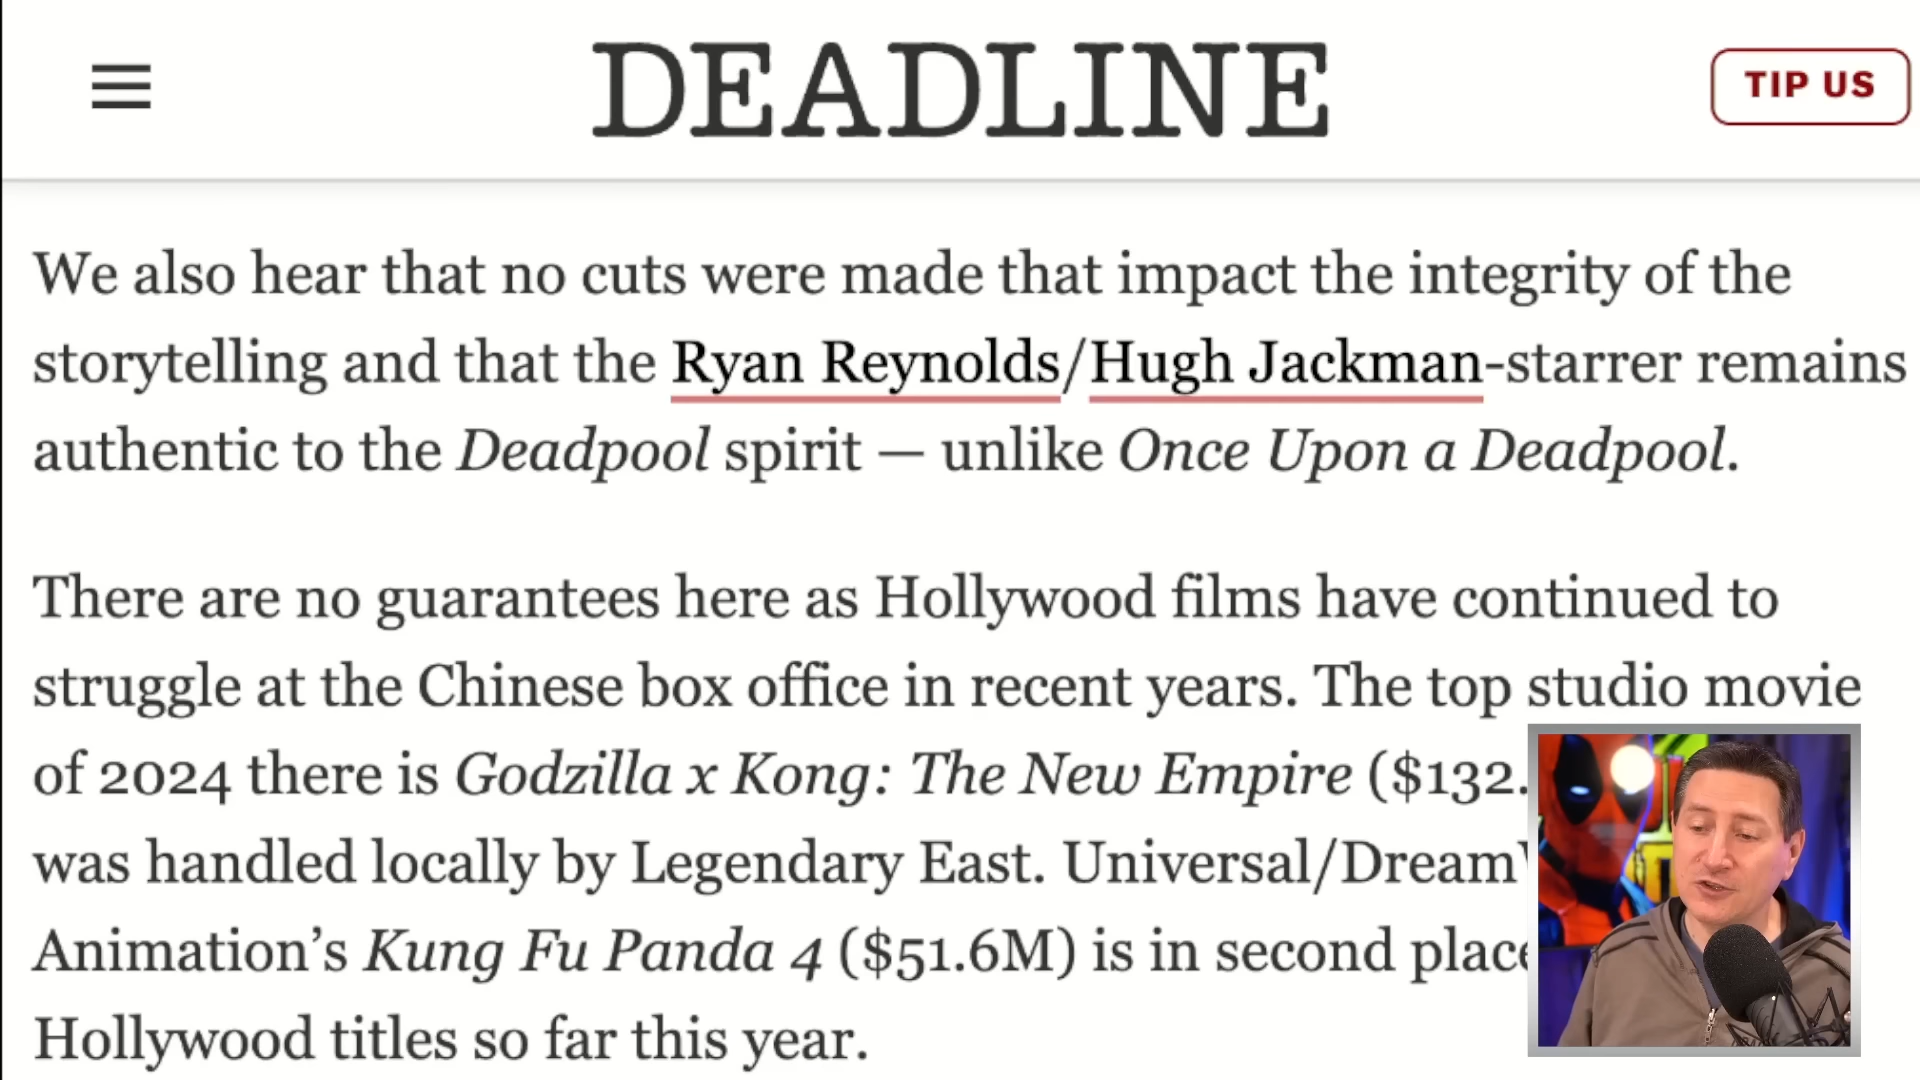 DEADLINE
TIP US
We also hear that no cuts were made that impact the integrity of the
storytelling and that the Ryan Reynolds/Hugh Jackman-starrer remains
authentic to the Deadpool spirit — unlike Once Upon a Deadpool.
There are no guarantees here as Hollywood films have continued to
struggle at the Chinese box office in recent years. The top studio movie
of 2024 there is Godzilla x Kong: The New Empire ($132.
was handled locally by Legendary East. Universal/Dream
Animation’s Kung Fu Panda 4 ($51.6M) is in second place
Hollywood titles so far this year.